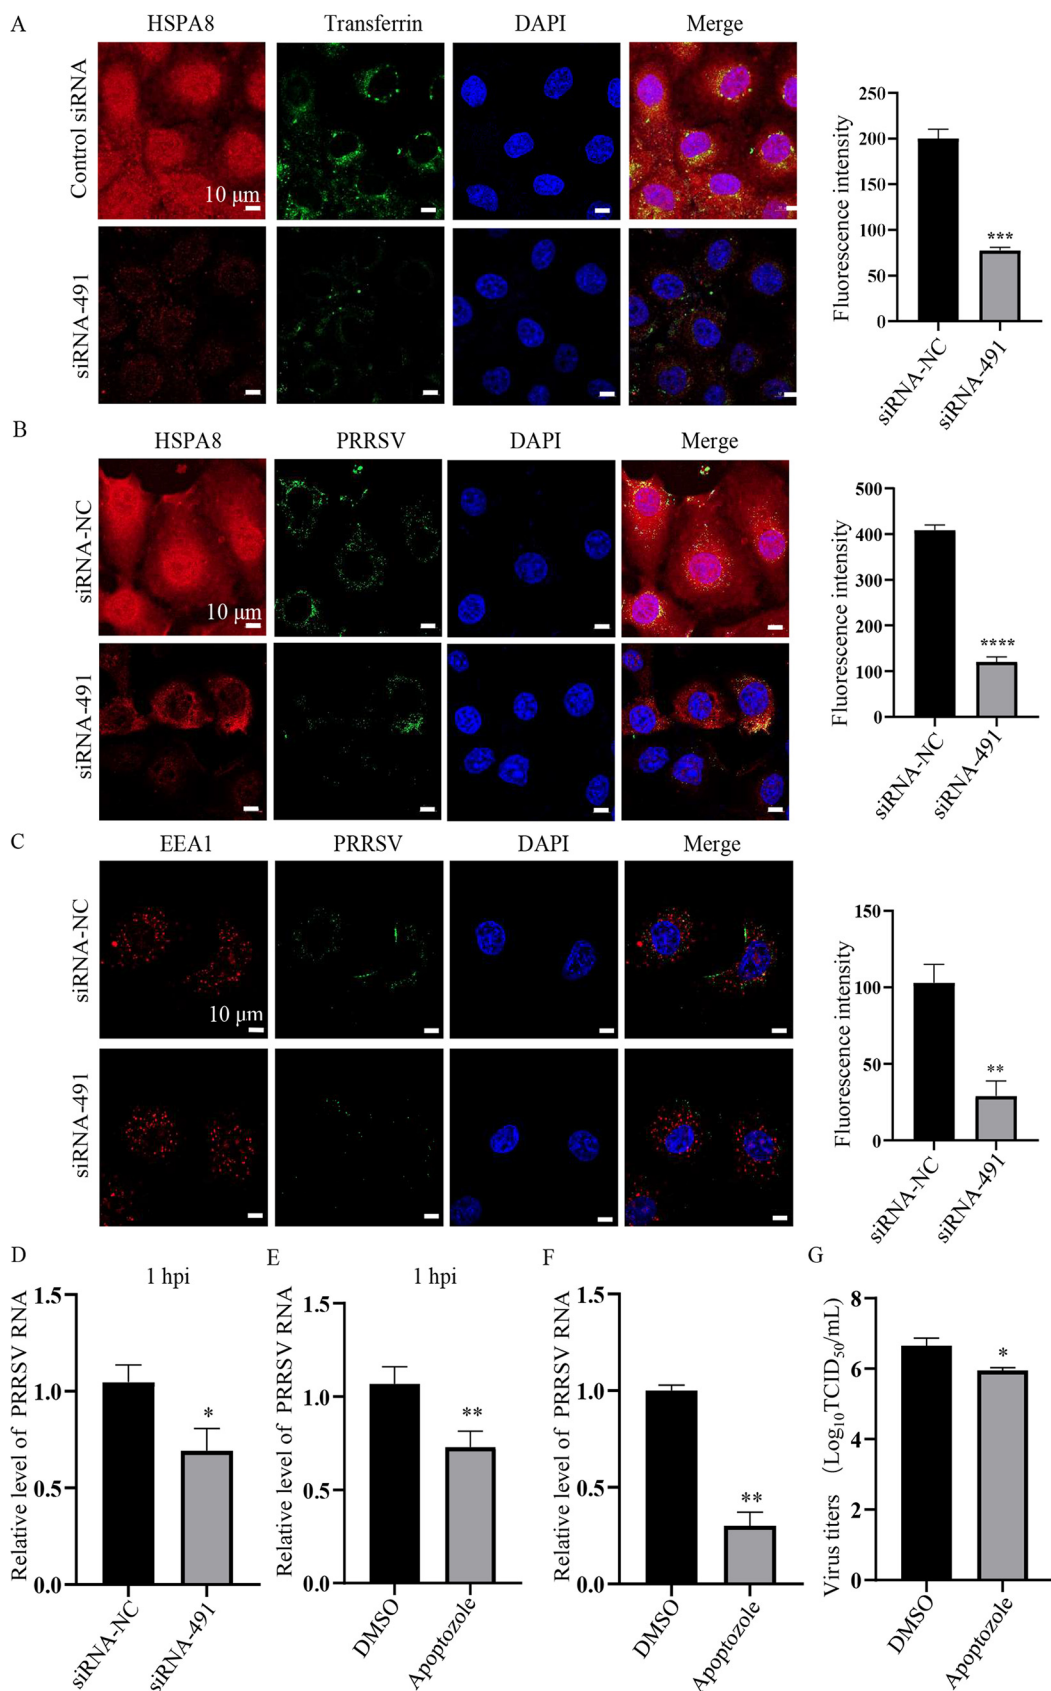 A
HSPA8 Transferrin DAPI Merge
Control siRNA
10 μm
siRNA-491
Fluorescence intensity
250
200
150
100
50
0
***
siRNA-NC
siRNA-491
B
HSPA8 PRRSV DAPI Merge
siRNA-NC
10 μm
siRNA-491
Fluorescence intensity
500
400
300
200
100
0
****
siRNA-NC
siRNA-491
C
EEA1 PRRSV DAPI Merge
siRNA-NC
10 μm
siRNA-491
Fluorescence intensity
150
100
50
0
**
siRNA-NC
siRNA-491
D
1 hpi
Relative level of PRRSV RNA
1.5
1.0
0.5
0.0
*
siRNA-NC
siRNA-491
E
1 hpi
Relative level of PRRSV RNA
1.5
1.0
0.5
0.0
**
DMSO
Apoptozole
F
Relative level of PRRSV RNA
1.5
1.0
0.5
0.0
**
DMSO
Apoptozole
G
Virus titers (Log₁₀TCID₅₀/mL)
8
6
4
2
0
*
DMSO
Apoptozole